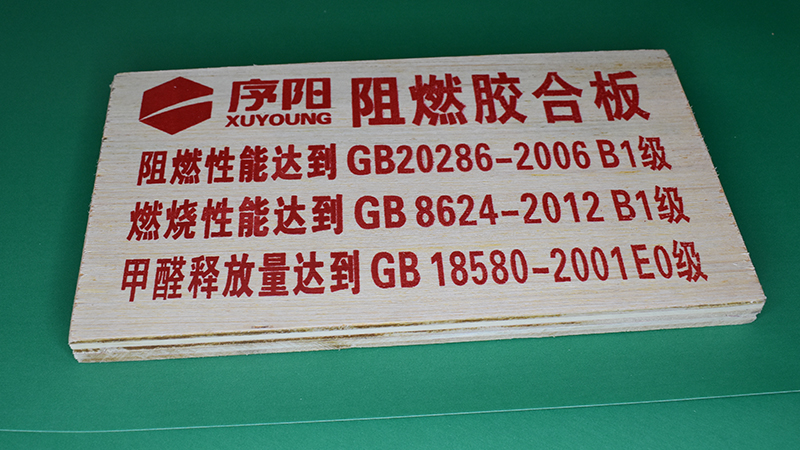 序阳 XUYOUNG 阻燃胶合板
阻燃性能达到 GB20286-2006 B1级
燃烧性能达到 GB 8624-2012 B1级
甲醛释放量达到 GB 18580-2001 E0级